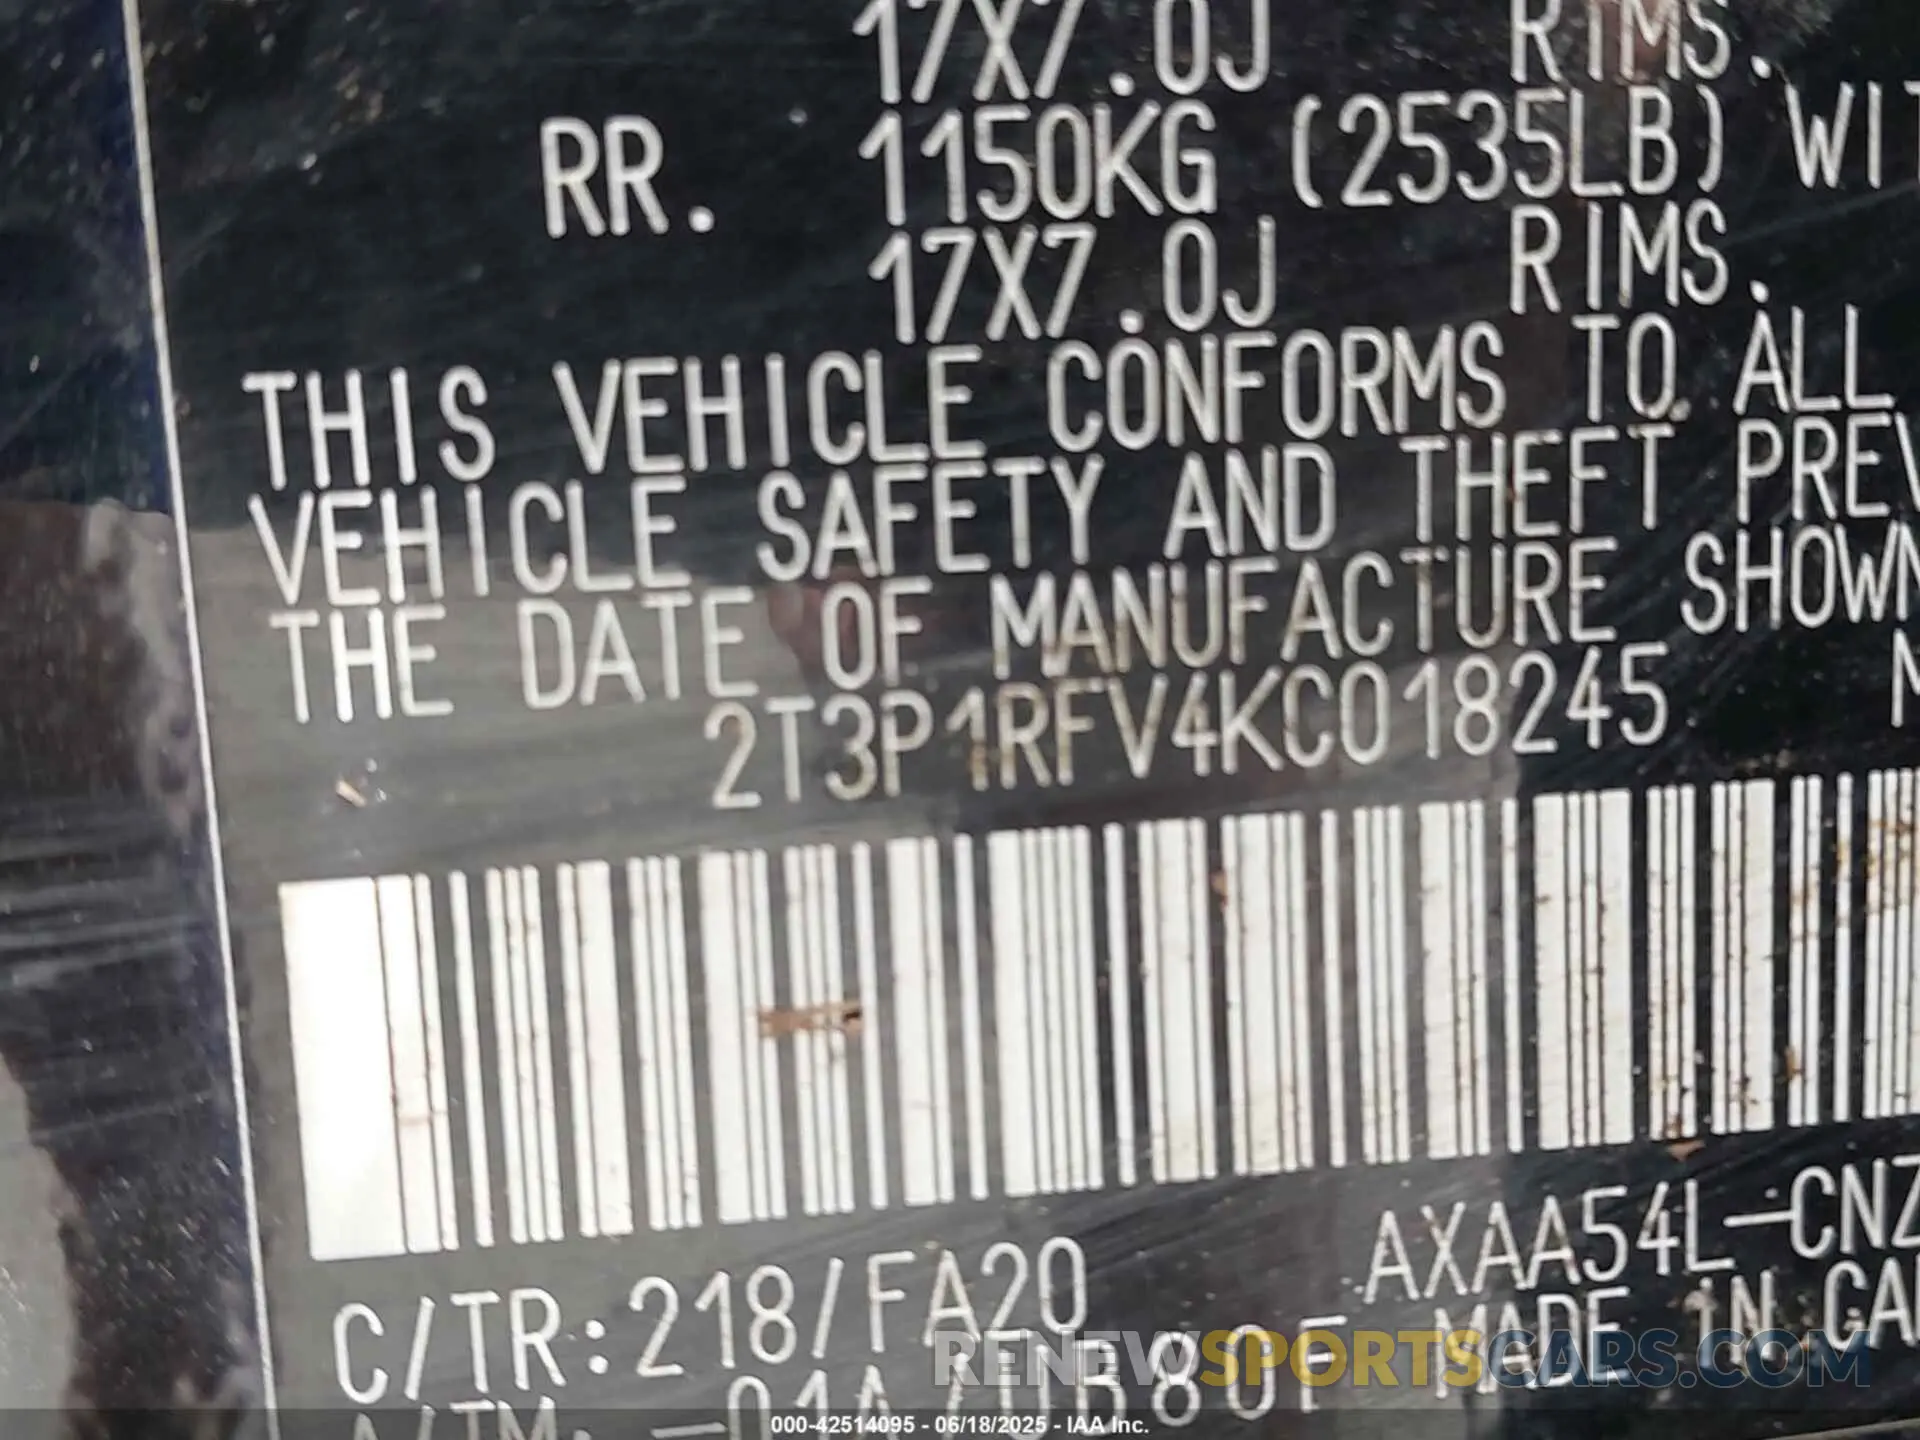 17X7.0J RIMS.
RR. 1150KG (2535LB) WIT
17X7.0J RIMS.
THIS VEHICLE CONFORMS TO ALL
VEHICLE SAFETY AND THEFT PREV
THE DATE OF MANUFACTURE SHOWN
2T3P1RFV4KC018245
C/TR:218/FA20 AXAA54L-CNZ
MADE IN CA
RENEWSPORTSCARS.COM
000-42514095 - 06/18/2025 - IAA Inc.